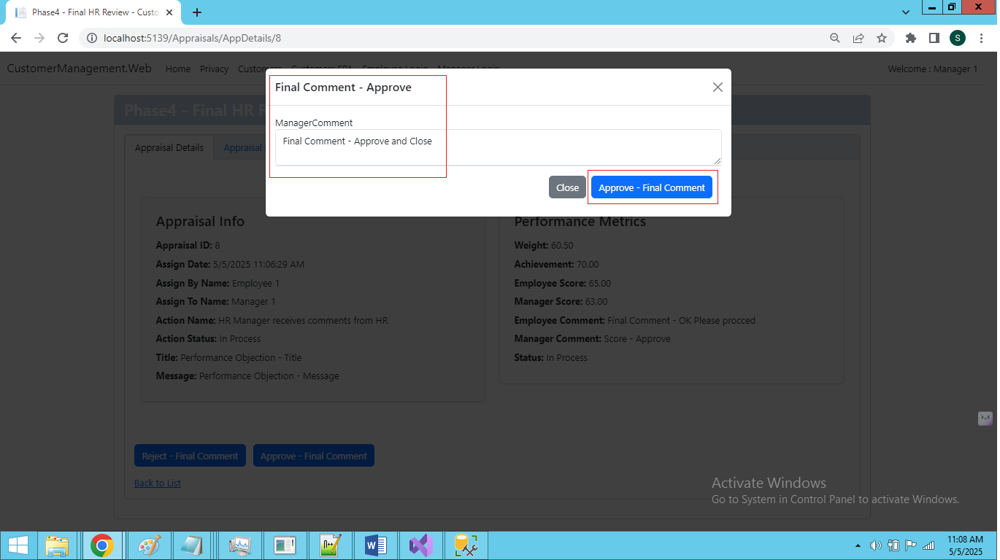 Phase4 - Final HR Review - Custo
localhost:5139/Appraisals/AppDetails/8
S
CustomerManagement.Web Home Privacy Customers Customers SPA Employee Login Manager Login Welcome : Manager 1
Final Comment - Approve
Phase4 - Final HR R
ManagerComment
Final Comment - Approve and Close
Appraisal Details Appraisal
Close Approve - Final Comment
Appraisal Info
Appraisal ID: 8
Assign Date: 5/5/2025 11:06:29 AM
Assign By Name: Employee 1
Assign To Name: Manager 1
Action Name: HR Manager receives comments from HR
Action Status: In Process
Title: Performance Objection - Title
Message: Performance Objection - Message
Performance Metrics
Weight: 60.50
Achievement: 70.00
Employee Score: 65.00
Manager Score: 63.00
Employee Comment: Final Comment - OK Please procced
Manager Comment: Score - Approve
Status: In Process
Reject - Final Comment Approve - Final Comment
Back to List
Activate Windows
Go to System in Control Panel to activate Windows.
11:08 AM
5/5/2025